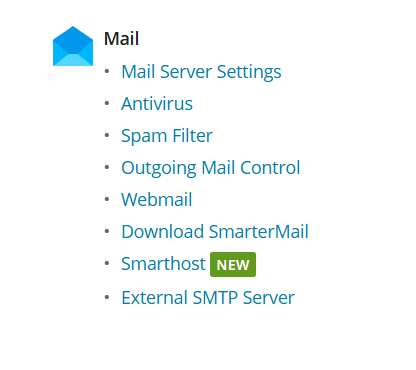 Mail
• Mail Server Settings
• Antivirus
• Spam Filter
• Outgoing Mail Control
• Webmail
• Download SmarterMail
• Smarthost NEW
• External SMTP Server